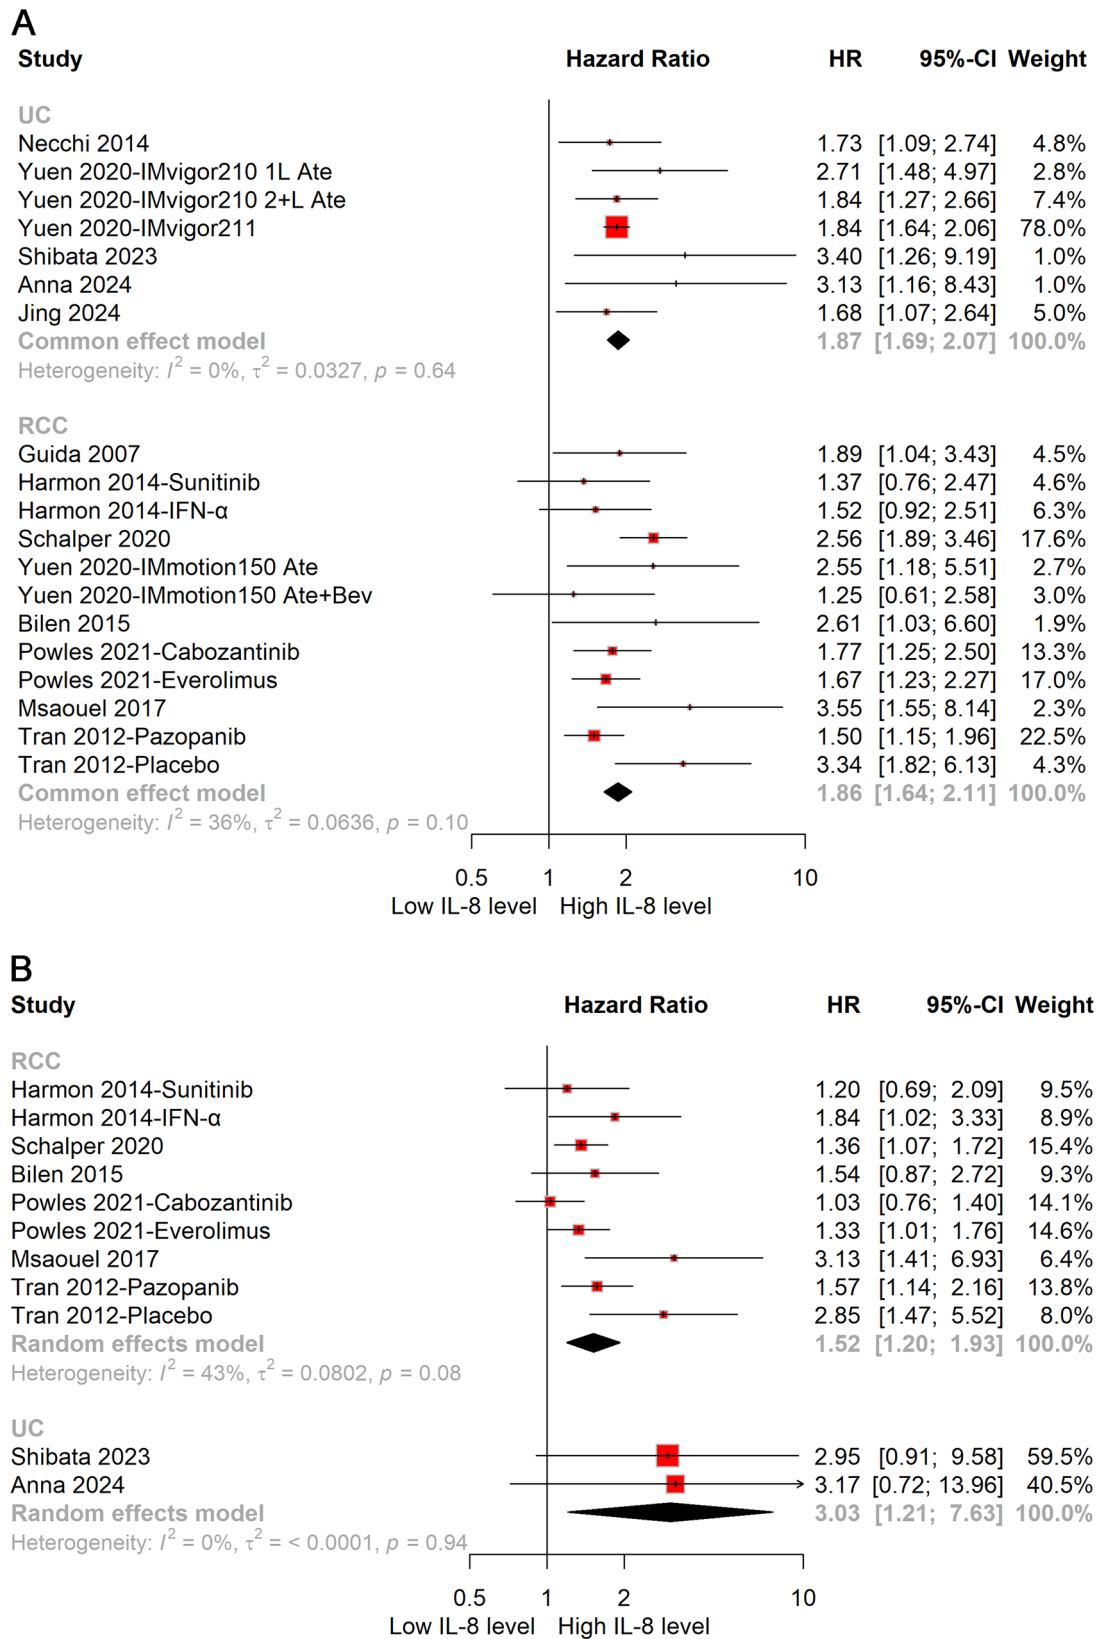 A
Study Hazard Ratio HR 95%-CI Weight
UC
Necchi 2014 1.73 [1.09; 2.74] 4.8%
Yuen 2020-IMvigor210 1L Ate 2.71 [1.48; 4.97] 2.8%
Yuen 2020-IMvigor210 2+L Ate 1.84 [1.27; 2.66] 7.4%
Yuen 2020-IMvigor211 1.84 [1.64; 2.06] 78.0%
Shibata 2023 3.40 [1.26; 9.19] 1.0%
Anna 2024 3.13 [1.16; 8.43] 1.0%
Jing 2024 1.68 [1.07; 2.64] 5.0%
Common effect model 1.87 [1.69; 2.07] 100.0%
Heterogeneity: I² = 0%, τ² = 0.0327, p = 0.64
RCC
Guida 2007 1.89 [1.04; 3.43] 4.5%
Harmon 2014-Sunitinib 1.37 [0.76; 2.47] 4.6%
Harmon 2014-IFN-α 1.52 [0.92; 2.51] 6.3%
Schalper 2020 2.56 [1.89; 3.46] 17.6%
Yuen 2020-IMmotion150 Ate 2.55 [1.18; 5.51] 2.7%
Yuen 2020-IMmotion150 Ate+Bev 1.25 [0.61; 2.58] 3.0%
Bilen 2015 2.61 [1.03; 6.60] 1.9%
Powles 2021-Cabozantinib 1.77 [1.25; 2.50] 13.3%
Powles 2021-Everolimus 1.67 [1.23; 2.27] 17.0%
Msaouel 2017 3.55 [1.55; 8.14] 2.3%
Tran 2012-Pazopanib 1.50 [1.15; 1.96] 22.5%
Tran 2012-Placebo 3.34 [1.82; 6.13] 4.3%
Common effect model 1.86 [1.64; 2.11] 100.0%
Heterogeneity: I² = 36%, τ² = 0.0636, p = 0.10
0.5 1 2 10
Low IL-8 level High IL-8 level
B
Study Hazard Ratio HR 95%-CI Weight
RCC
Harmon 2014-Sunitinib 1.20 [0.69; 2.09] 9.5%
Harmon 2014-IFN-α 1.84 [1.02; 3.33] 8.9%
Schalper 2020 1.36 [1.07; 1.72] 15.4%
Bilen 2015 1.54 [0.87; 2.72] 9.3%
Powles 2021-Cabozantinib 1.03 [0.76; 1.40] 14.1%
Powles 2021-Everolimus 1.33 [1.01; 1.76] 14.6%
Msaouel 2017 3.13 [1.41; 6.93] 6.4%
Tran 2012-Pazopanib 1.57 [1.14; 2.16] 13.8%
Tran 2012-Placebo 2.85 [1.47; 5.52] 8.0%
Random effects model 1.52 [1.20; 1.93] 100.0%
Heterogeneity: I² = 43%, τ² = 0.0802, p = 0.08
UC
Shibata 2023 2.95 [0.91; 9.58] 59.5%
Anna 2024 3.17 [0.72; 13.96] 40.5%
Random effects model 3.03 [1.21; 7.63] 100.0%
Heterogeneity: I² = 0%, τ² = < 0.0001, p = 0.94
0.5 1 2 10
Low IL-8 level High IL-8 level